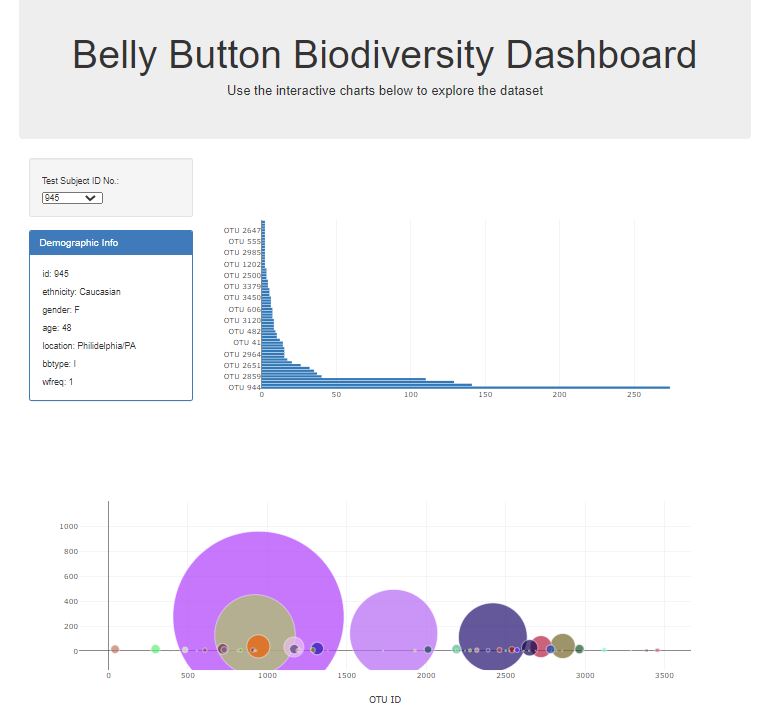 Belly Button Biodiversity Dashboard
Use the interactive charts below to explore the dataset
Test Subject ID No.:
945
Demographic Info
id: 945
ethnicity: Caucasian
gender: F
age: 48
location: Philidelphia/PA
bbtype: I
wfreq: 1
OTU 2647
OTU 555
OTU 2985
OTU 1202
OTU 2500
OTU 3379
OTU 3450
OTU 606
OTU 3120
OTU 482
OTU 41
OTU 2964
OTU 2651
OTU 2859
OTU 944
0 50 100 150 200 250
1000
800
600
400
200
0
0 500 1000 1500 2000 2500 3000 3500
OTU ID